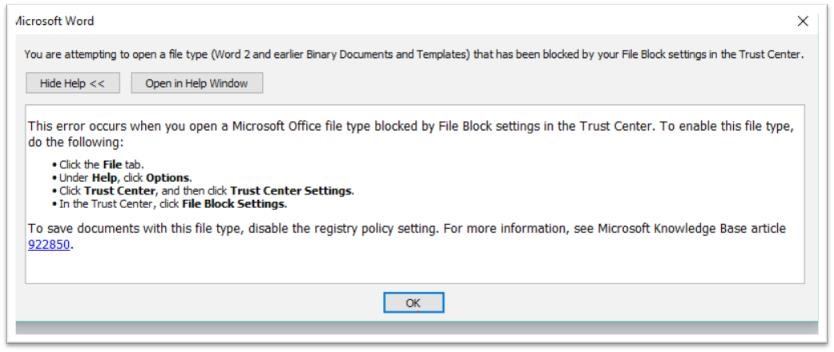 Microsoft Word
You are attempting to open a file type (Word 2 and earlier Binary Documents and Templates) that has been blocked by your File Block settings in the Trust Center.
Hide Help << Open in Help Window
This error occurs when you open a Microsoft Office file type blocked by File Block settings in the Trust Center. To enable this file type,
do the following:
• Click the File tab.
• Under Help, click Options.
• Click Trust Center, and then click Trust Center Settings.
• In the Trust Center, click File Block Settings.
To save documents with this file type, disable the registry policy setting. For more information, see Microsoft Knowledge Base article
922850.
OK